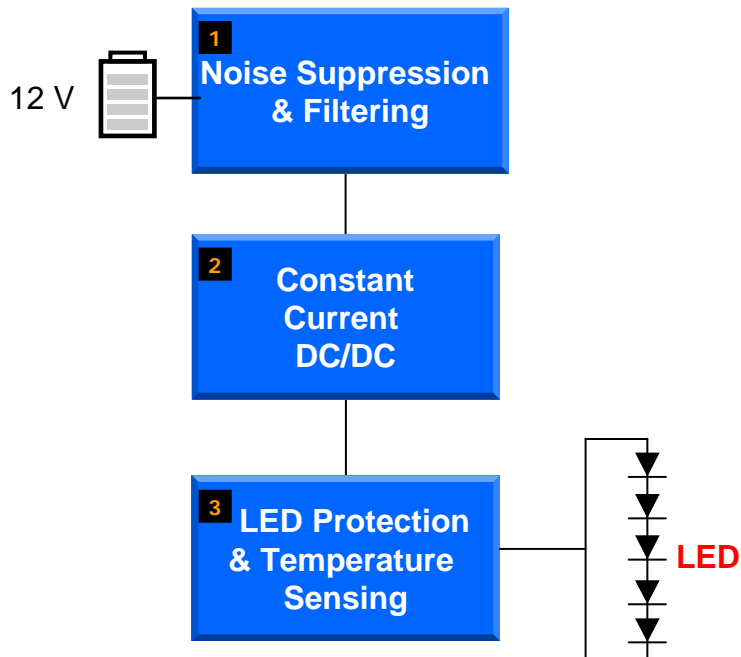 1
Noise Suppression
& Filtering
12 V
2
Constant
Current
DC/DC
3
LED Protection
& Temperature
Sensing
LED